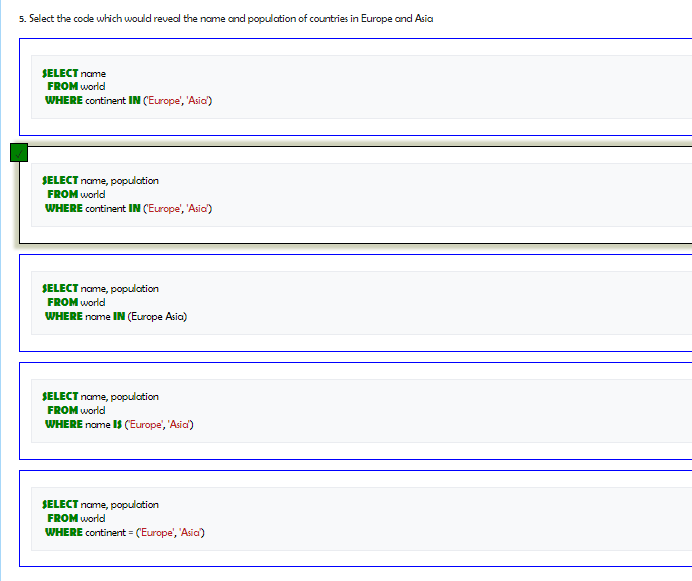 5. Select the code which would reveal the name and population of countries in Europe and Asia
SELECT name
FROM world
WHERE continent IN ('Europe', 'Asia')
SELECT name, population
FROM world
WHERE continent IN ('Europe', 'Asia')
SELECT name, population
FROM world
WHERE name IN (Europe Asia)
SELECT name, population
FROM world
WHERE name IS ('Europe', 'Asia')
SELECT name, population
FROM world
WHERE continent = ('Europe', 'Asia')